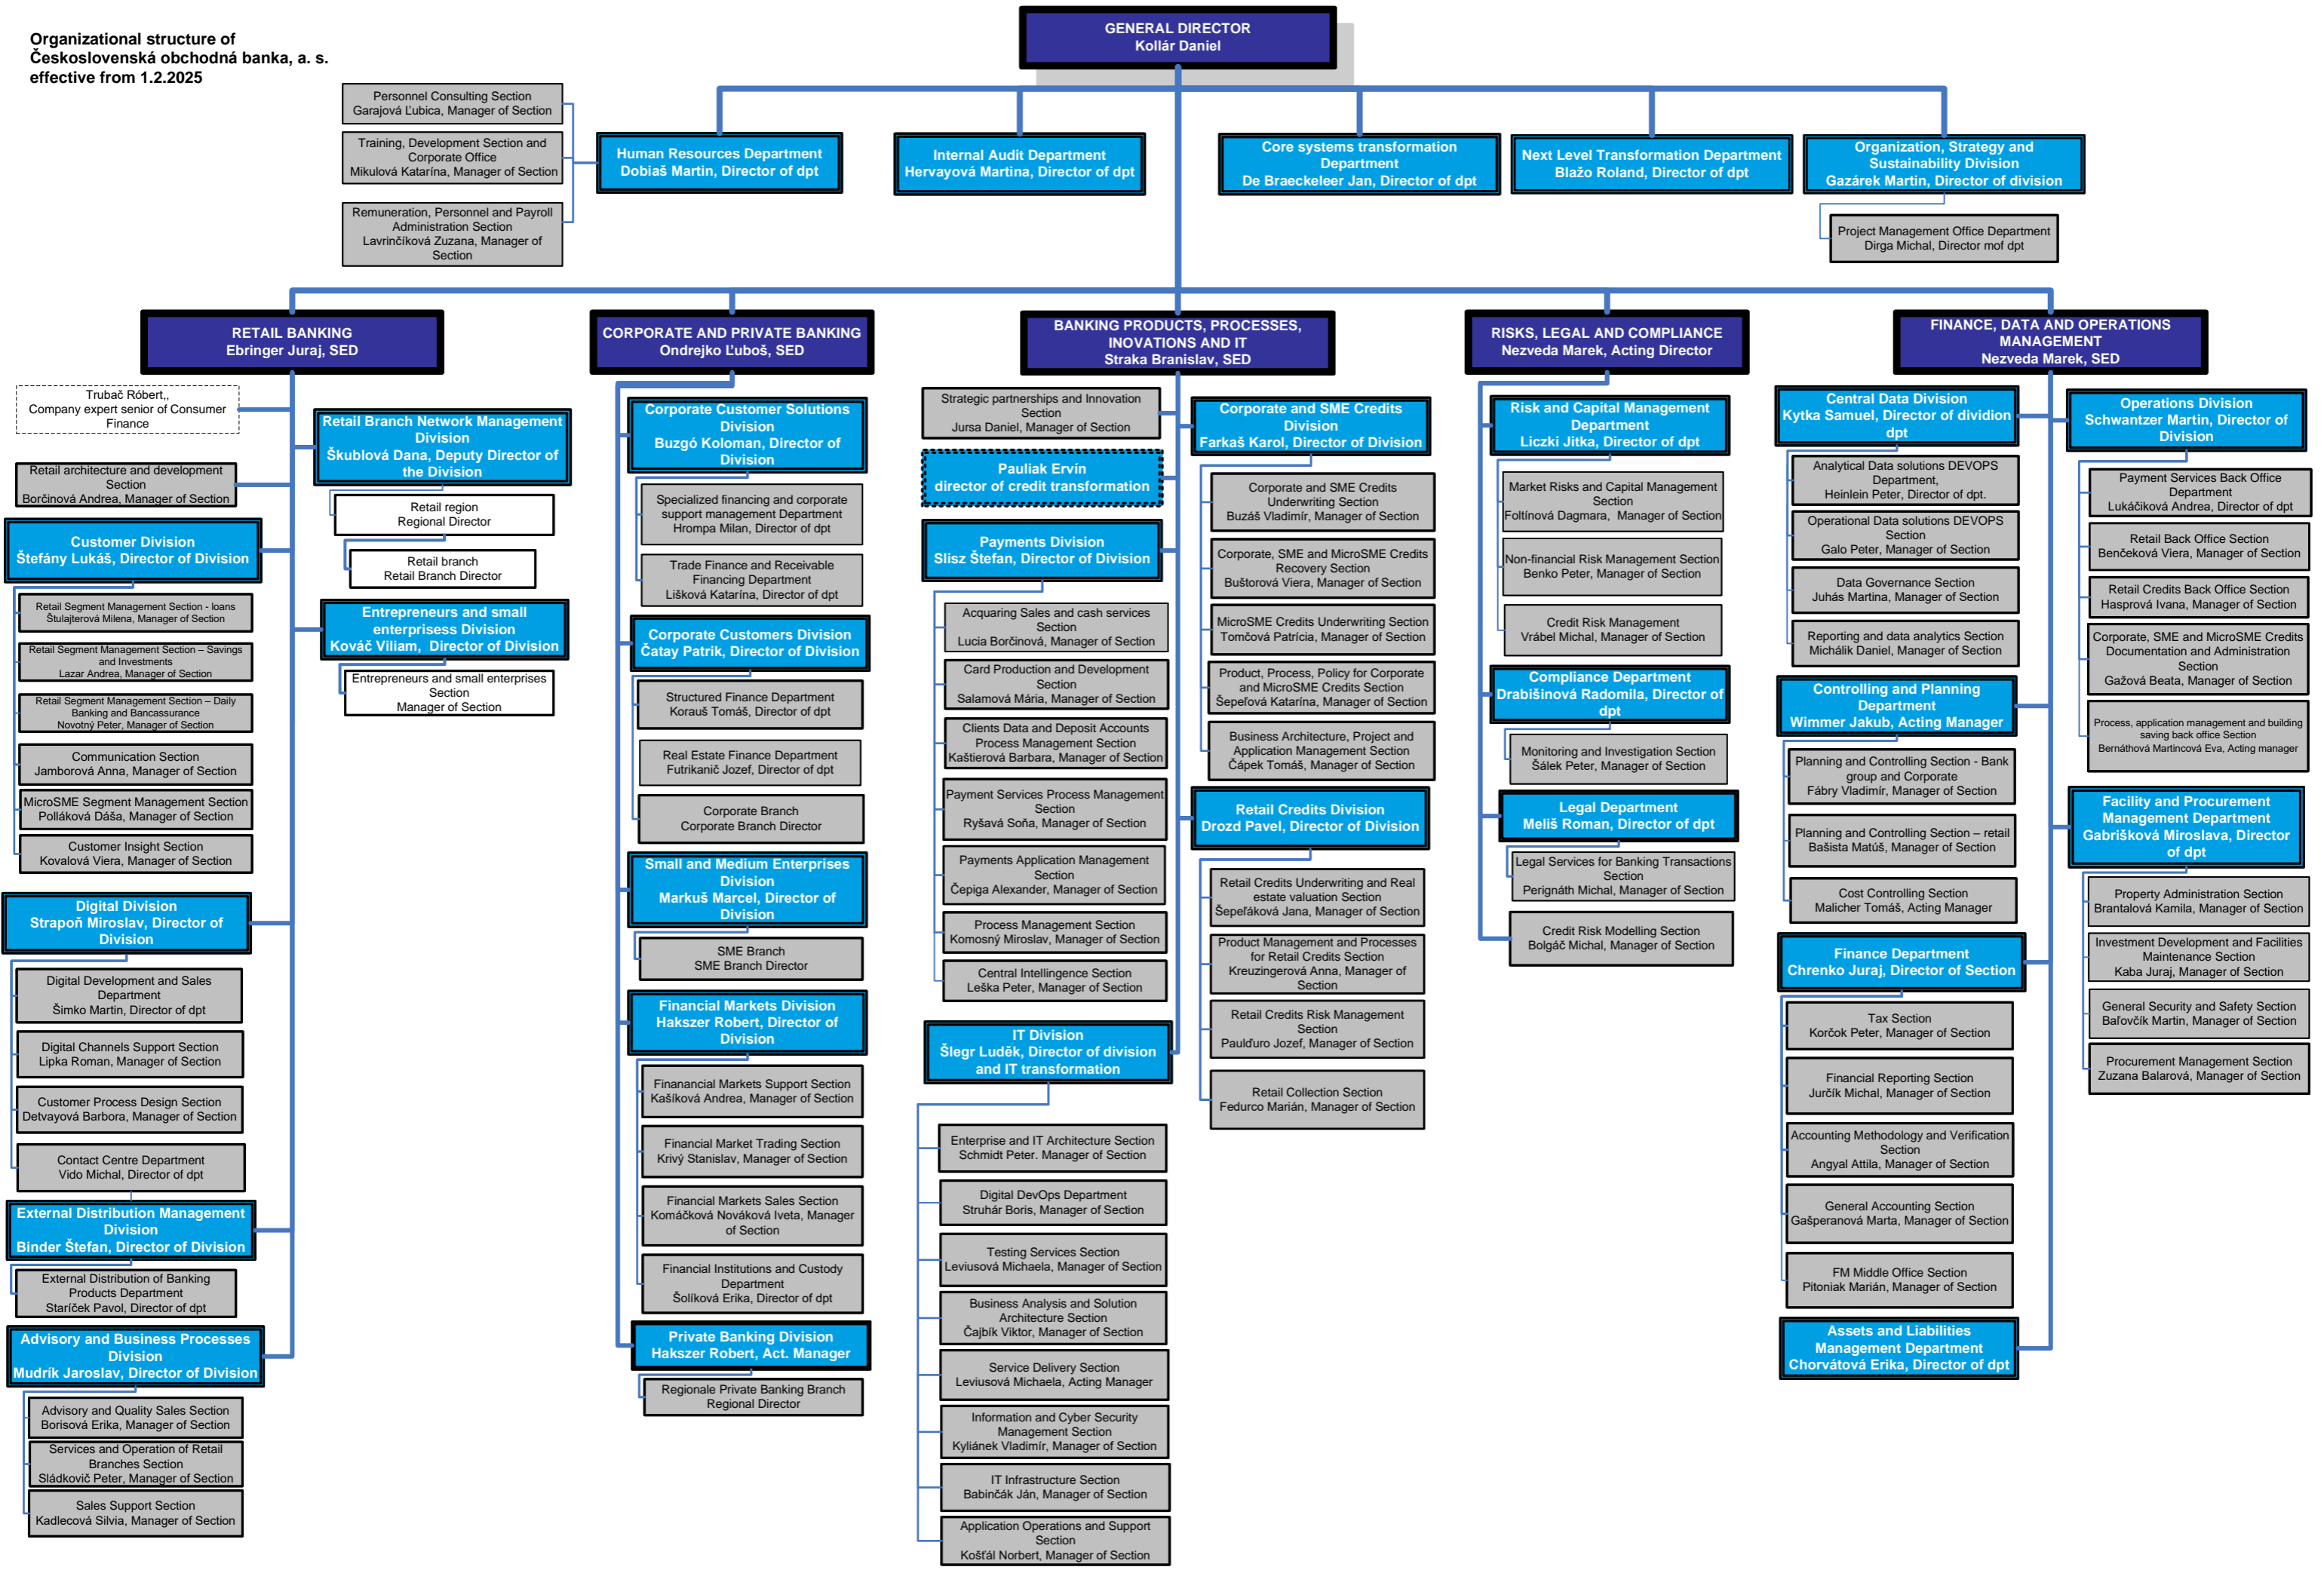 Organizational structure of
Československá obchodná banka, a. s.
effective from 1.2.2025
GENERAL DIRECTOR
Kollár Daniel
Personnel Consulting Section
Garajová Ľubica, Manager of Section
Training, Development Section and
Corporate Office
Mikulová Katarína, Manager of Section
Remuneration, Personnel and Payroll
Administration Section
Lavrinčíková Zuzana, Manager of
Section
Human Resources Department
Dobiaš Martin, Director of dpt
Internal Audit Department
Hervayová Martina, Director of dpt
Core systems transformation
Department
De Braeckeleer Jan, Director of dpt
Next Level Transformation Department
Blažo Roland, Director of dpt
Organization, Strategy and
Sustainability Division
Gazárek Martin, Director of division
Project Management Office Department
Dirga Michal, Director mof dpt
RETAIL BANKING
Ebringer Juraj, SED
Trubač Róbert,,
Company expert senior of Consumer
Finance
Retail architecture and development
Section
Borčinová Andrea, Manager of Section
Retail Branch Network Management
Division
Škublová Dana, Deputy Director of
the Division
Retail region
Regional Director
Retail branch
Retail Branch Director
Entrepreneurs and small
enterprisess Division
Kováč Viliam,  Director of Division
Entrepreneurs and small enterprises
Section
Manager of Section
Customer Division
Štefány Lukáš, Director of Division
Retail Segment Management Section - loans
Štulajterová Milena, Manager of Section
Retail Segment Management Section – Savings
and Investments
Lazar Andrea, Manager of Section
Retail Segment Management Section – Daily
Banking and Bancassurance
Novotný Peter, Manager of Section
Communication Section
Jamborová Anna, Manager of Section
MicroSME Segment Management Section
Polláková Dáša, Manager of Section
Customer Insight Section
Kovalová Viera, Manager of Section
Digital Division
Strapoň Miroslav, Director of
Division
Digital Development and Sales
Department
Šimko Martin, Director of dpt
Digital Channels Support Section
Lipka Roman, Manager of Section
Customer Process Design Section
Detvayová Barbora, Manager of Section
Contact Centre Department
Vido Michal, Director of dpt
External Distribution Management
Division
Binder Štefan, Director of Division
External Distribution of Banking
Products Department
Staríček Pavol, Director of dpt
Advisory and Business Processes
Division
Mudrík Jaroslav, Director of Division
Advisory and Quality Sales Section
Borisová Erika, Manager of Section
Services and Operation of Retail
Branches Section
Sládkovič Peter, Manager of Section
Sales Support Section
Kadlecová Silvia, Manager of Section
CORPORATE AND PRIVATE BANKING
Ondrejko Ľuboš, SED
Corporate Customer Solutions
Division
Buzgó Koloman, Director of
Division
Specialized financing and corporate
support management Department
Hrompa Milan, Director of dpt
Trade Finance and Receivable
Financing Department
Lišková Katarína, Director of dpt
Corporate Customers Division
Čatay Patrik, Director of Division
Structured Finance Department
Korauš Tomáš, Director of dpt
Real Estate Finance Department
Futrikanič Jozef, Director of dpt
Corporate Branch
Corporate Branch Director
Small and Medium Enterprises
Division
Markuš Marcel, Director of
Division
SME Branch
SME Branch Director
Financial Markets Division
Hakszer Robert, Director of
Division
Finanancial Markets Support Section
Kašíková Andrea, Manager of Section
Financial Market Trading Section
Krivý Stanislav, Manager of Section
Financial Markets Sales Section
Komáčková Nováková Iveta, Manager
of Section
Financial Institutions and Custody
Department
Šolíková Erika, Director of dpt
Private Banking Division
Hakszer Robert, Act. Manager
Regionale Private Banking Branch
Regional Director
BANKING PRODUCTS, PROCESSES,
INOVATIONS AND IT
Straka Branislav, SED
Strategic partnerships and Innovation
Section
Jursa Daniel, Manager of Section
Pauliak Ervín
director of credit transformation
Payments Division
Slisz Štefan, Director of Division
Acquaring Sales and cash services
Section
Lucia Borčinová, Manager of Section
Card Production and Development
Section
Salamová Mária, Manager of Section
Clients Data and Deposit Accounts
Process Management Section
Kaštierová Barbara, Manager of Section
Payment Services Process Management
Section
Ryšavá Soňa, Manager of Section
Payments Application Management
Section
Čepiga Alexander, Manager of Section
Process Management Section
Komosný Miroslav, Manager of Section
Central Intellingence Section
Leška Peter, Manager of Section
IT Division
Šlegr Luděk, Director of division
and IT transformation
Enterprise and IT Architecture Section
Schmidt Peter. Manager of Section
Digital DevOps Department
Struhár Boris, Manager of Section
Testing Services Section
Leviusová Michaela, Manager of Section
Business Analysis and Solution
Architecture Section
Čajbík Viktor, Manager of Section
Service Delivery Section
Leviusová Michaela, Acting Manager
Information and Cyber Security
Management Section
Kyliánek Vladimír, Manager of Section
IT Infrastructure Section
Babinčák Ján, Manager of Section
Application Operations and Support
Section
Košťál Norbert, Manager of Section
Corporate and SME Credits
Division
Farkaš Karol, Director of Division
Corporate and SME Credits
Underwriting Section
Buzáš Vladimír, Manager of Section
Corporate, SME and MicroSME Credits
Recovery Section
Buštorová Viera, Manager of Section
MicroSME Credits Underwriting Section
Tomčová Patrícia, Manager of Section
Product, Process, Policy for Corporate
and MicroSME Credits Section
Šepeľová Katarína, Manager of Section
Business Architecture, Project and
Application Management Section
Čápek Tomáš, Manager of Section
Retail Credits Division
Drozd Pavel, Director of Division
Retail Credits Underwriting and Real
estate valuation Section
Šepeľáková Jana, Manager of Section
Product Management and Processes
for Retail Credits Section
Kreuzingerová Anna, Manager of
Section
Retail Credits Risk Management
Section
Paulďuro Jozef, Manager of Section
Retail Collection Section
Fedurco Marián, Manager of Section
RISKS, LEGAL AND COMPLIANCE
Nezveda Marek, Acting Director
Risk and Capital Management
Department
Liczki Jitka, Director of dpt
Market Risks and Capital Management
Section
Foltínová Dagmara,  Manager of Section
Non-financial Risk Management Section
Benko Peter, Manager of Section
Credit Risk Management
Vrábel Michal, Manager of Section
Compliance Department
Drabišinová Radomila, Director of
dpt
Monitoring and Investigation Section
Šálek Peter, Manager of Section
Legal Department
Meliš Roman, Director of dpt
Legal Services for Banking Transactions
Section
Perignáth Michal, Manager of Section
Credit Risk Modelling Section
Bolgáč Michal, Manager of Section
FINANCE, DATA AND OPERATIONS
MANAGEMENT
Nezveda Marek, SED
Central Data Division
Kytka Samuel, Director of dividion
dpt
Analytical Data solutions DEVOPS
Department,
Heinlein Peter, Director of dpt.
Operational Data solutions DEVOPS
Section
Galo Peter, Manager of Section
Data Governance Section
Juhás Martina, Manager of Section
Reporting and data analytics Section
Michálik Daniel, Manager of Section
Controlling and Planning
Department
Wimmer Jakub, Acting Manager
Planning and Controlling Section - Bank
group and Corporate
Fábry Vladimír, Manager of Section
Planning and Controlling Section – retail
Bašista Matúš, Manager of Section
Cost Controlling Section
Malicher Tomáš, Acting Manager
Finance Department
Chrenko Juraj, Director of Section
Tax Section
Korčok Peter, Manager of Section
Financial Reporting Section
Jurčík Michal, Manager of Section
Accounting Methodology and Verification
Section
Angyal Attila, Manager of Section
General Accounting Section
Gašperanová Marta, Manager of Section
FM Middle Office Section
Pitoniak Marián, Manager of Section
Assets and Liabilities
Management Department
Chorvátová Erika, Director of dpt
Operations Division
Schwantzer Martin, Director of
Division
Payment Services Back Office
Department
Lukáčiková Andrea, Director of dpt
Retail Back Office Section
Benčeková Viera, Manager of Section
Retail Credits Back Office Section
Hasprová Ivana, Manager of Section
Corporate, SME and MicroSME Credits
Documentation and Administration
Section
Gažová Beata, Manager of Section
Process, application management and building
saving back office Section
Bernáthová Martincová Eva, Acting manager
Facility and Procurement
Management Department
Gabrišková Miroslava, Director
of dpt
Property Administration Section
Brantalová Kamila, Manager of Section
Investment Development and Facilities
Maintenance Section
Kaba Juraj, Manager of Section
General Security and Safety Section
Baľovčík Martin, Manager of Section
Procurement Management Section
Zuzana Balarová, Manager of Section